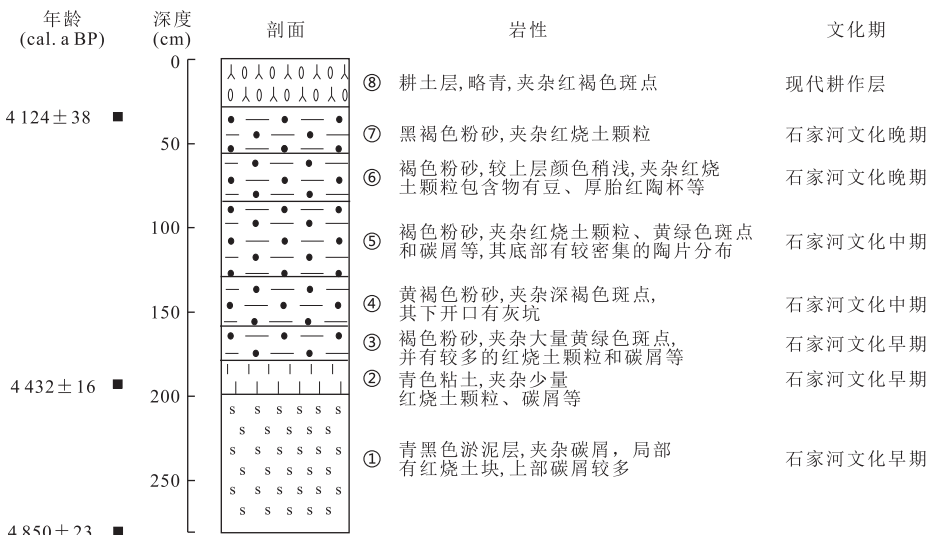 年龄
(cal. a BP)
深度
(cm)
剖面
岩性
文化期
0
50
100
150
200
250
4 124±38
4 432±16
4 850±23
⑧ 耕土层,略青,夹杂红褐色斑点
现代耕作层
⑦ 黑褐色粉砂,夹杂红烧土颗粒
石家河文化晚期
⑥ 褐色粉砂,较上层颜色稍浅,夹杂红烧
土颗粒包含物有豆、厚胎红陶杯等
石家河文化晚期
⑤ 褐色粉砂,夹杂红烧土颗粒、黄绿色斑点
和碳屑等,其底部有较密集的陶片分布
石家河文化中期
④ 黄褐色粉砂,夹杂深褐色斑点,
其下开口有灰坑
石家河文化中期
③ 褐色粉砂,夹杂大量黄绿色斑点,
并有较多的红烧土颗粒和碳屑等
石家河文化早期
② 青色粘土,夹杂少量
红烧土颗粒、碳屑等
石家河文化早期
① 青黑色淤泥层,夹杂碳屑，局部
有红烧土块,上部碳屑较多
石家河文化早期